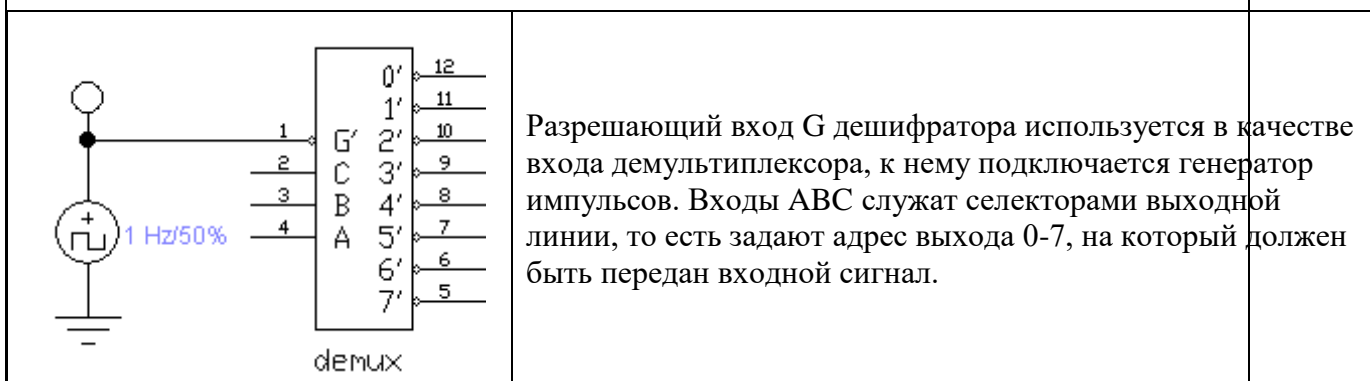 0′ 12
1′ 11
1 G′ 2′ 10
2 C 3′ 9
3 B 4′ 8
1 Hz/50% 4 A 5′ 7
6′ 6
7′ 5
demux
Разрешающий вход G дешифратора используется в качестве
входа демультиплексора, к нему подключается генератор
импульсов. Входы ABC служат селекторами выходной
линии, то есть задают адрес выхода 0-7, на который должен
быть передан входной сигнал.